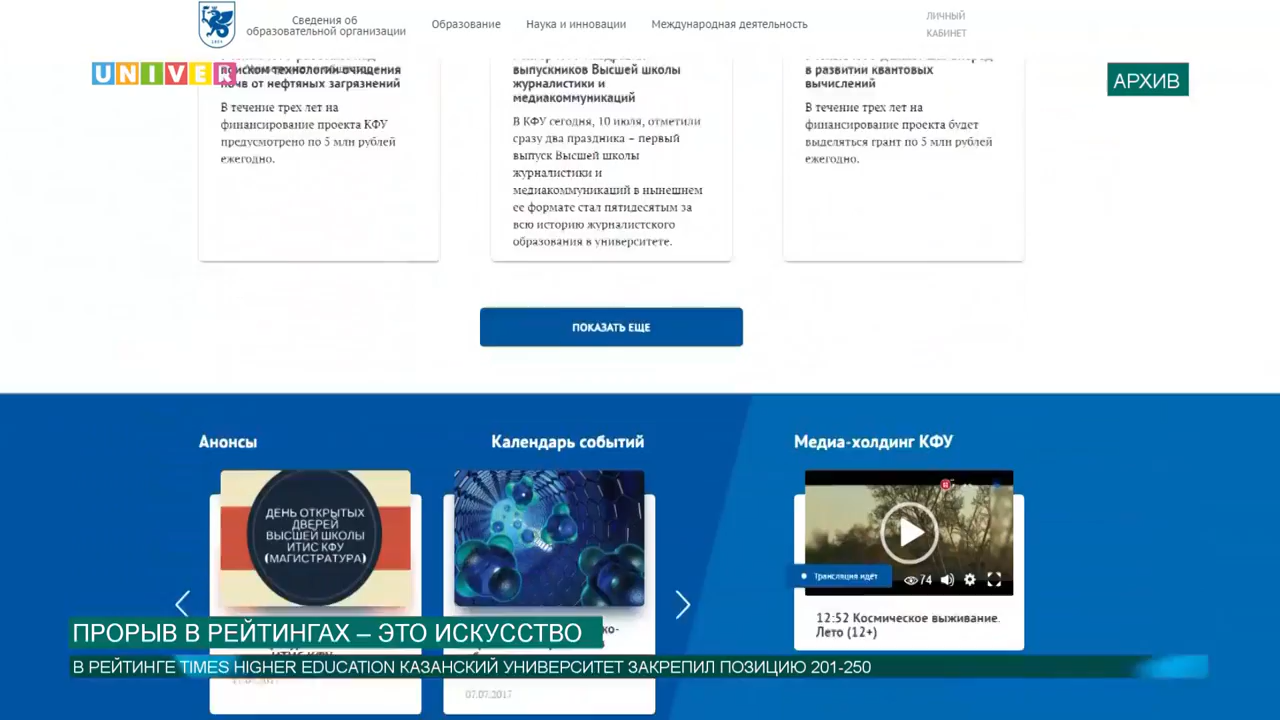 Сведения об
образовательной организации
Образование
Наука и инновации
Международная деятельность
ЛИЧНЫЙ
КАБИНЕТ
UNIVER
АРХИВ
поиском технологии очищения
почв от нефтяных загрязнений
В течение трех лет на
финансирование проекта КФУ
предусмотрено по 5 млн рублей
ежегодно.
выпускников Высшей школы
журналистики и
медиакоммуникаций
В КФУ сегодня, 10 июля, отметили
сразу два праздника – первый
выпуск Высшей школы
журналистики и
медиакоммуникаций в нынешнем
ее формате стал пятидесятым за
всю историю журналистского
образования в университете.
в развитии квантовых
вычислений
В течение трех лет на
финансирование проекта будет
выделяться грант по 5 млн рублей
ежегодно.
ПОКАЗАТЬ ЕЩЕ
Анонсы
Календарь событий
Медиа-холдинг КФУ
ДЕНЬ ОТКРЫТЫХ
ДВЕРЕЙ
ВЫСШЕЙ ШКОЛЫ
ИТИС КФУ
(МАГИСТРАТУРА)
Трансляция идёт
74
12:52 Космическое выживание.
Лето (12+)
ПРОРЫВ В РЕЙТИНГАХ – ЭТО ИСКУССТВО
В РЕЙТИНГЕ TIMES HIGHER EDUCATION КАЗАНСКИЙ УНИВЕРСИТЕТ ЗАКРЕПИЛ ПОЗИЦИЮ 201-250
07.07.2017